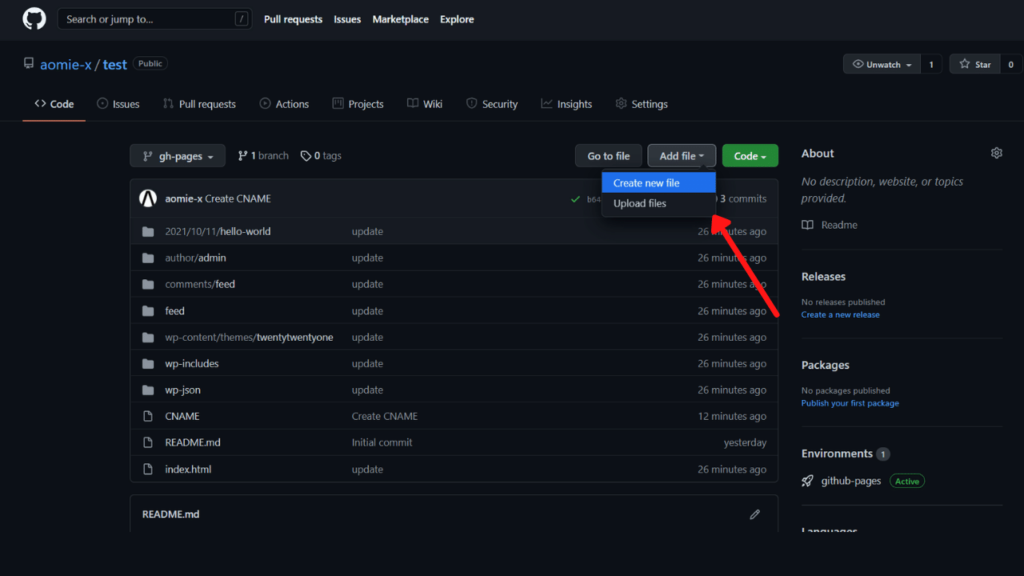 Search or jump to... /
Pull requests Issues Marketplace Explore
aomie-x / test Public
Unwatch 1 Star 0
Code Issues Pull requests Actions Projects Wiki Security Insights Settings
gh-pages 1 branch 0 tags
Go to file Add file Code
Create new file
Upload files
aomie-x Create CNAME 3 commits
2021/10/11/hello-world update 26 minutes ago
author/admin update 26 minutes ago
comments/feed update 26 minutes ago
feed update 26 minutes ago
wp-content/themes/twentytwentyone update 26 minutes ago
wp-includes update 26 minutes ago
wp-json update 26 minutes ago
CNAME Create CNAME 12 minutes ago
README.md Initial commit yesterday
index.html update 26 minutes ago
README.md
About
No description, website, or topics
provided.
Readme
Releases
No releases published
Create a new release
Packages
No packages published
Publish your first package
Environments 1
github-pages Active
Languages